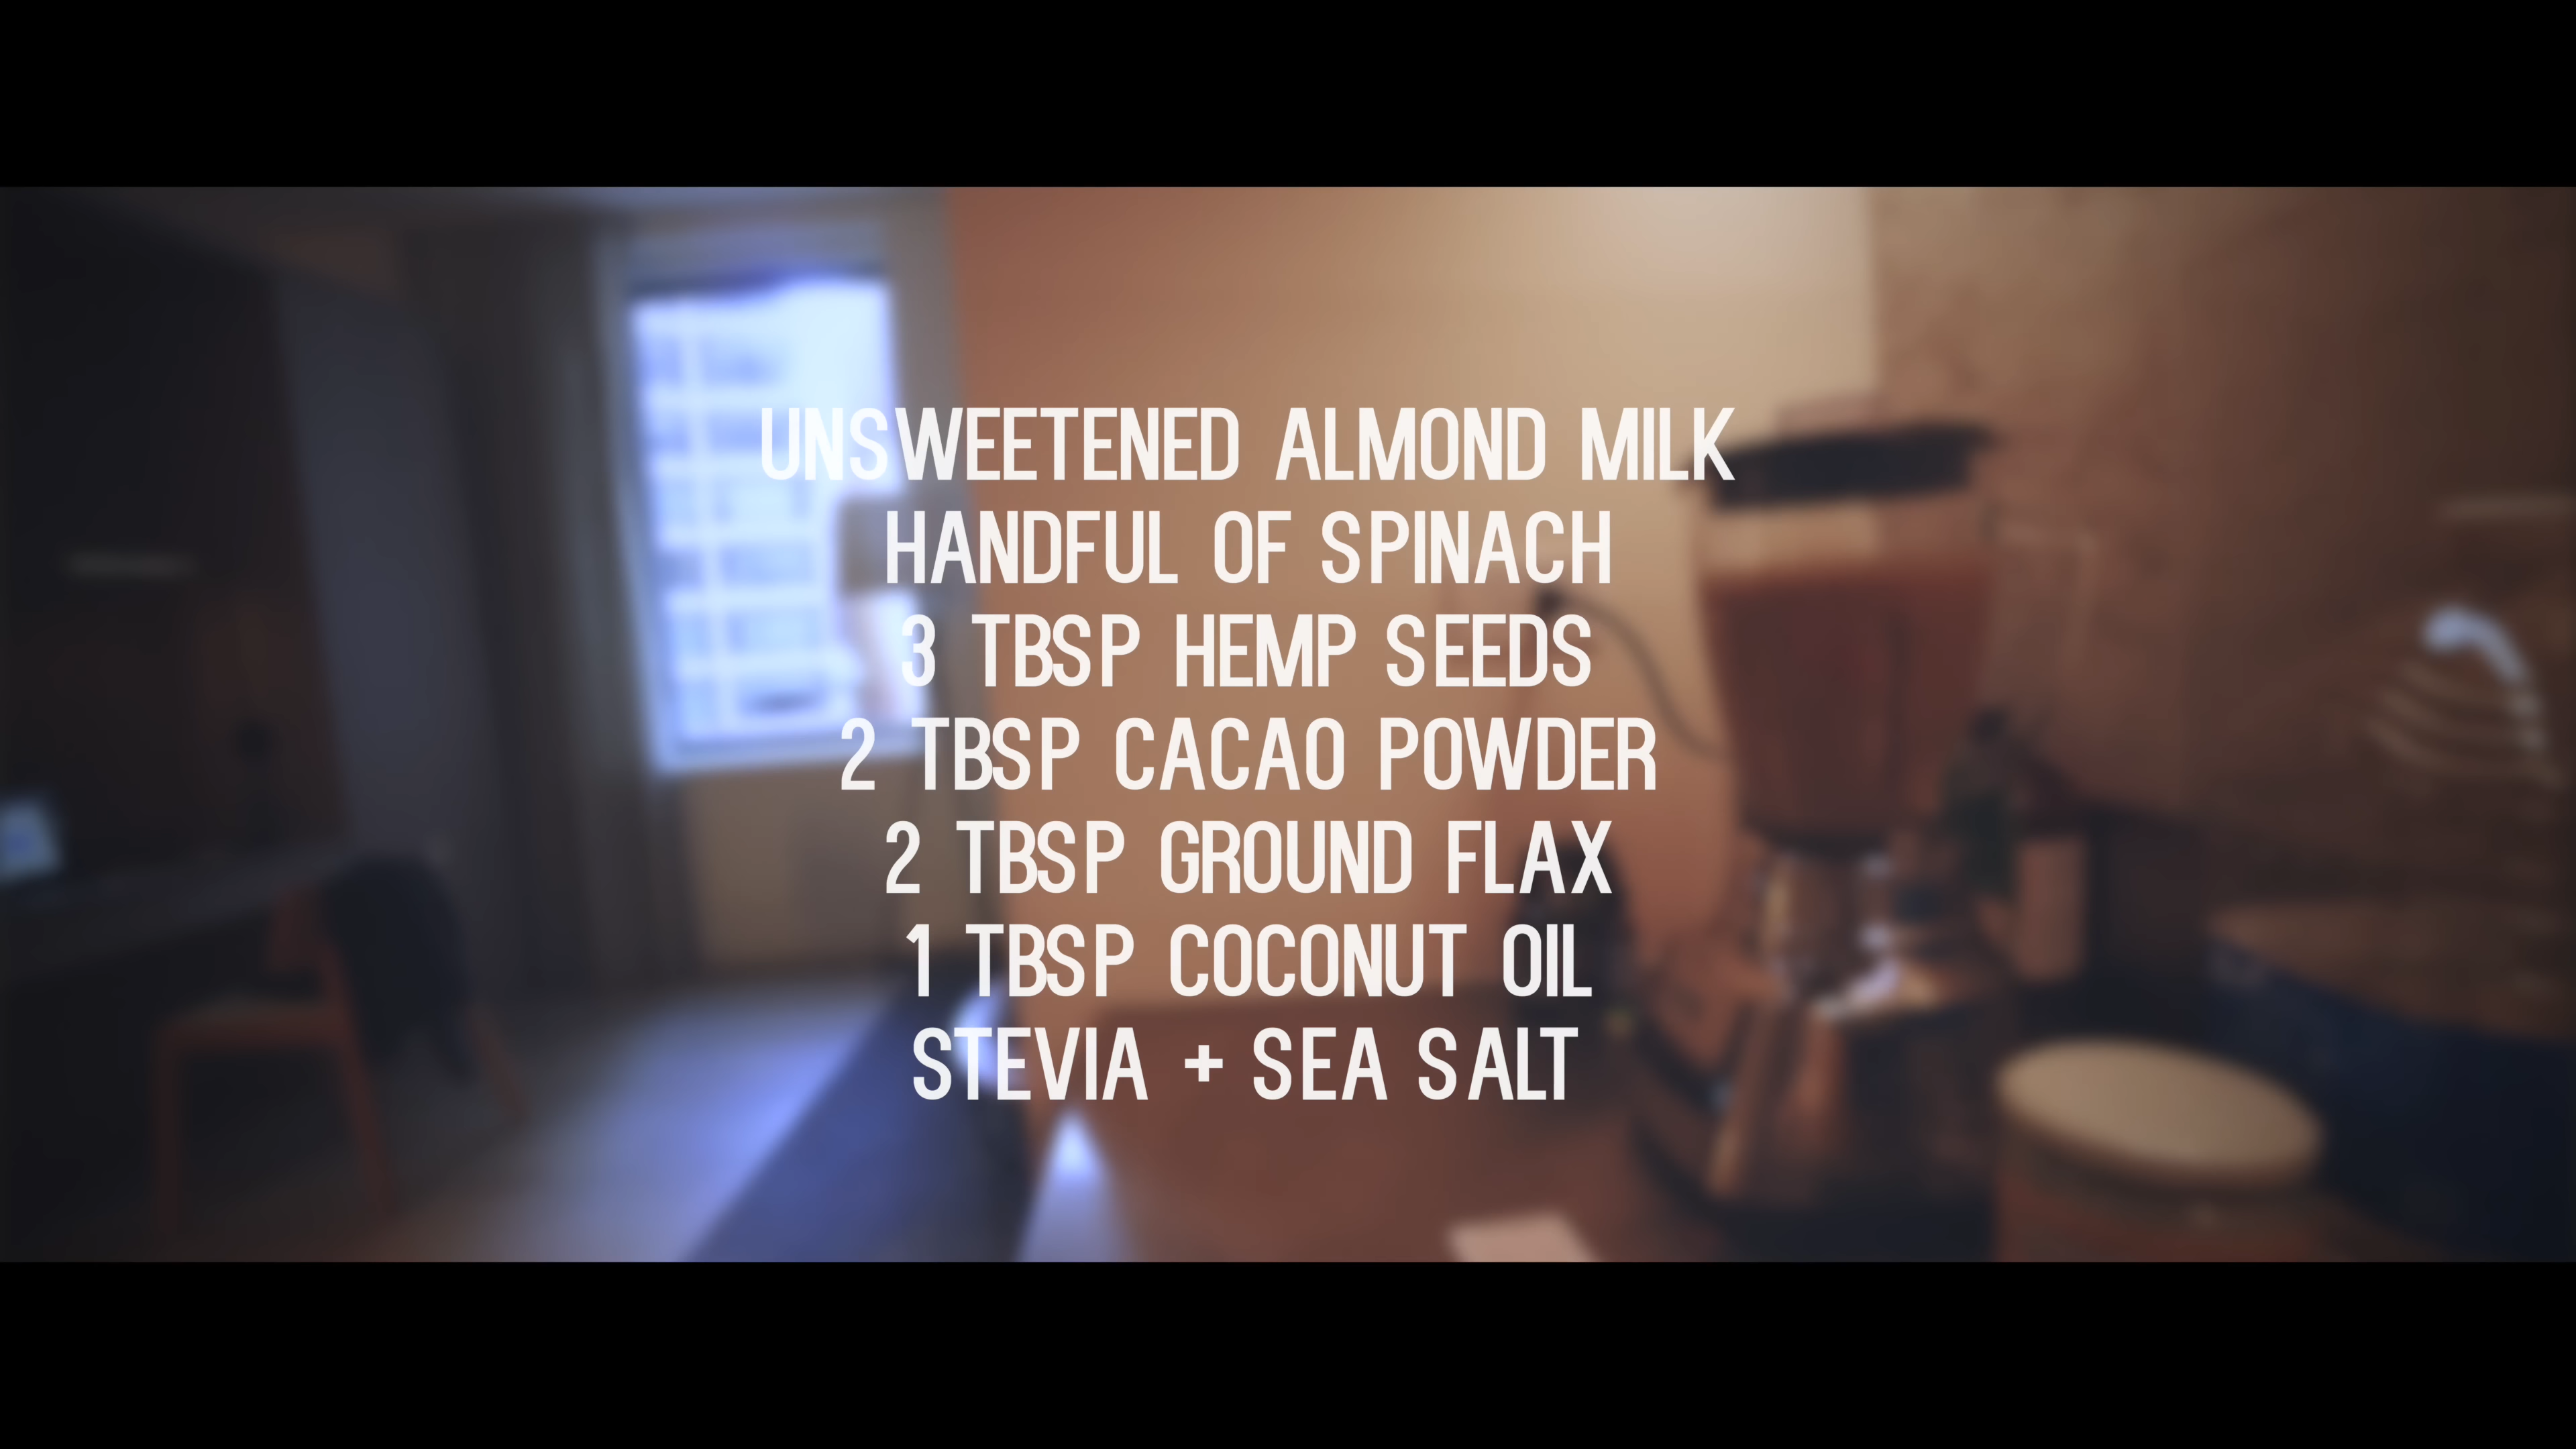 UNSWEETENED ALMOND MILK
HANDFUL OF SPINACH
3 TBSP HEMP SEEDS
2 TBSP CACAO POWDER
2 TBSP GROUND FLAX
1 TBSP COCONUT OIL
STEVIA + SEA SALT